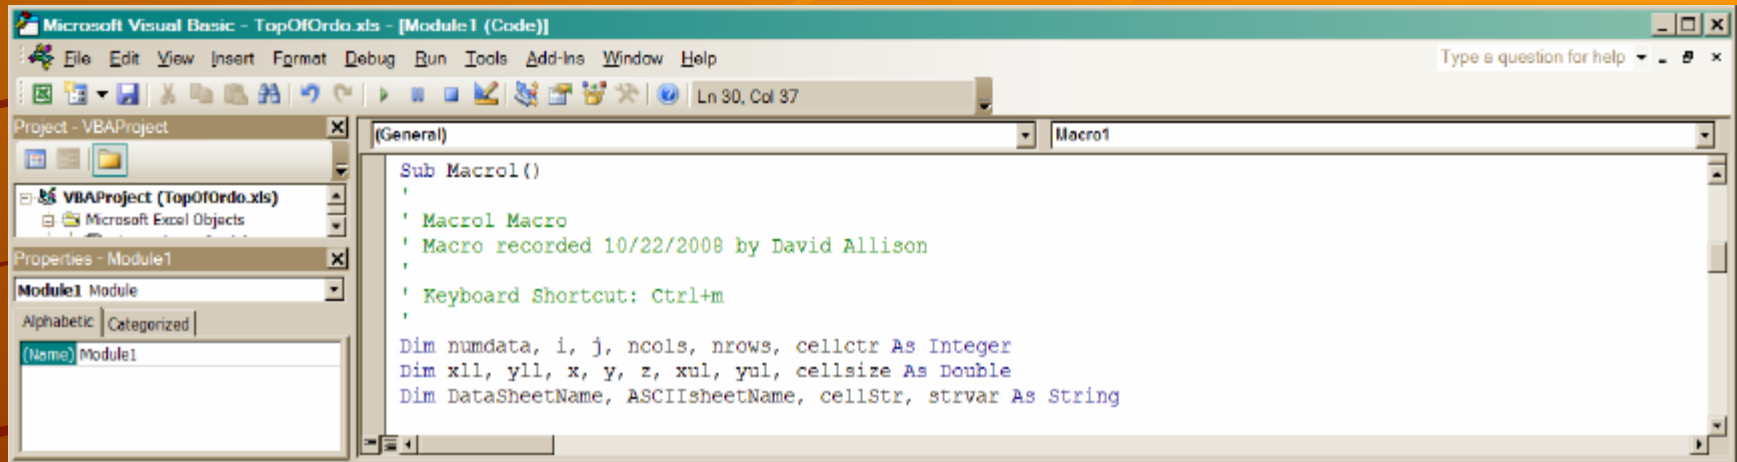 Microsoft Visual Basic - TopOfOrdo.xls - [Module1 (Code)]
File Edit View Insert Format Debug Run Tools Add-Ins Window Help
Type a question for help
Ln 30, Col 37
Project - VBAProject
(General)
Macro1
VBAProject (TopOfOrdo.xls)
Microsoft Excel Objects
Properties - Module1
Module1 Module
Alphabetic Categorized
(Name) Module1
Sub Macro1()
'
' Macro1 Macro
' Macro recorded 10/22/2008 by David Allison
'
' Keyboard Shortcut: Ctrl+m
'
Dim numdata, i, j, ncols, nrows, cellctr As Integer
Dim xll, yll, x, y, z, xul, yul, cellsize As Double
Dim DataSheetName, ASCIIsheetName, cellStr, strvar As String